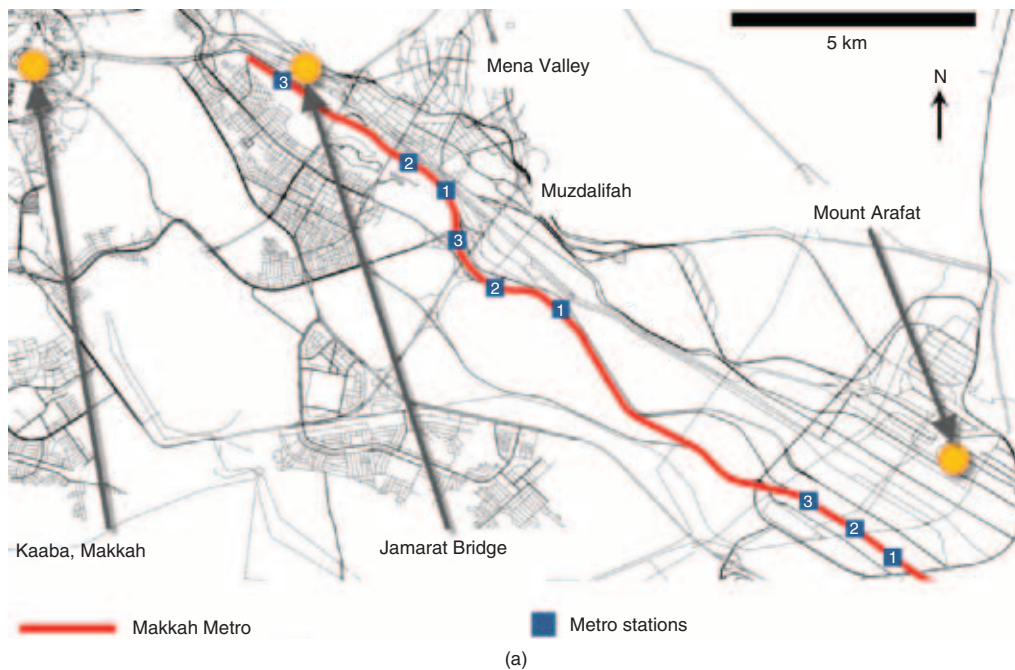 5 km
Mena Valley
N
3
2
1
Muzdalifah
Mount Arafat
3
2
1
3
2
1
Kaaba, Makkah
Jamarat Bridge
Makkah Metro
Metro stations
(a)